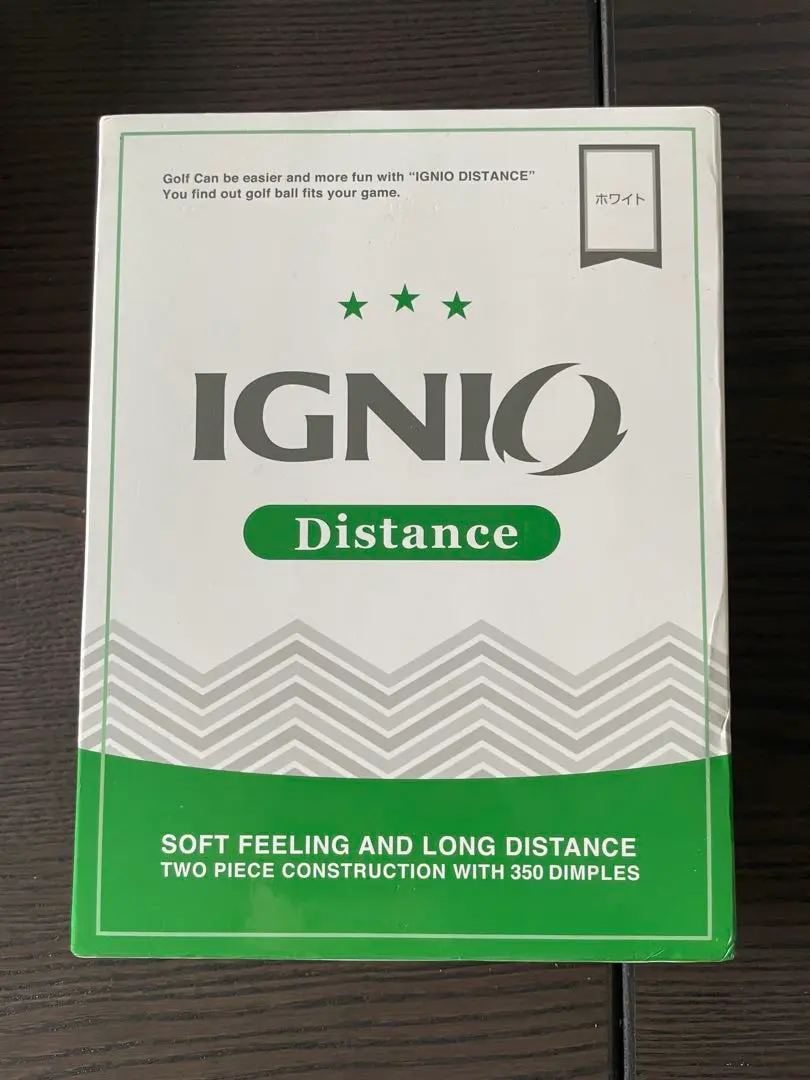 Golf Can be easier and more fun with “IGNIO DISTANCE”
You find out golf ball fits your game.
ホワイト
IGNIO
Distance
SOFT FEELING AND LONG DISTANCE
TWO PIECE CONSTRUCTION WITH 350 DIMPLES